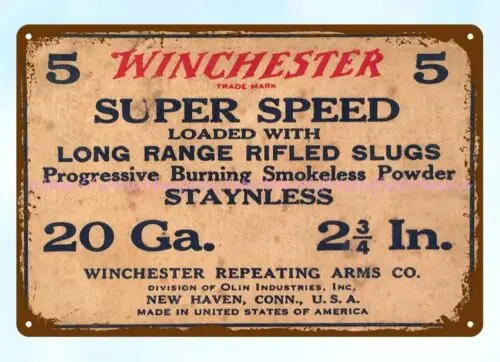 5 WINCHESTER 5
TRADE MARK
SUPER SPEED
LOADED WITH
LONG RANGE RIFLED SLUGS
Progressive Burning Smokeless Powder
STAYNLESS
20 Ga. 2 3/4 In.
WINCHESTER REPEATING ARMS CO.
DIVISION OF OLIN INDUSTRIES, INC.
NEW HAVEN, CONN., U.S.A.
MADE IN UNITED STATES OF AMERICA